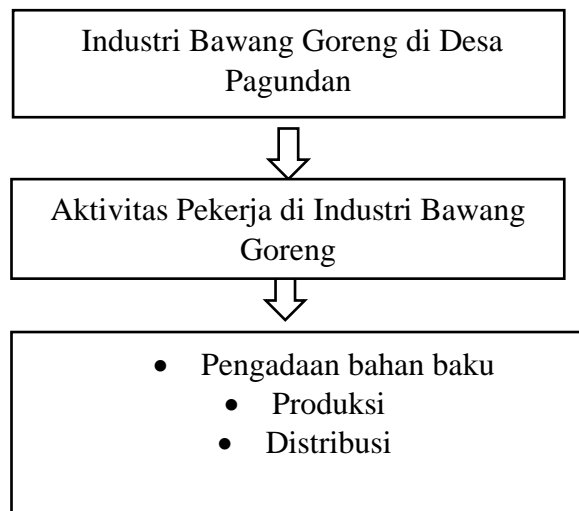 Industri Bawang Goreng di Desa
Pagundan
Aktivitas Pekerja di Industri Bawang
Goreng
• Pengadaan bahan baku
• Produksi
• Distribusi